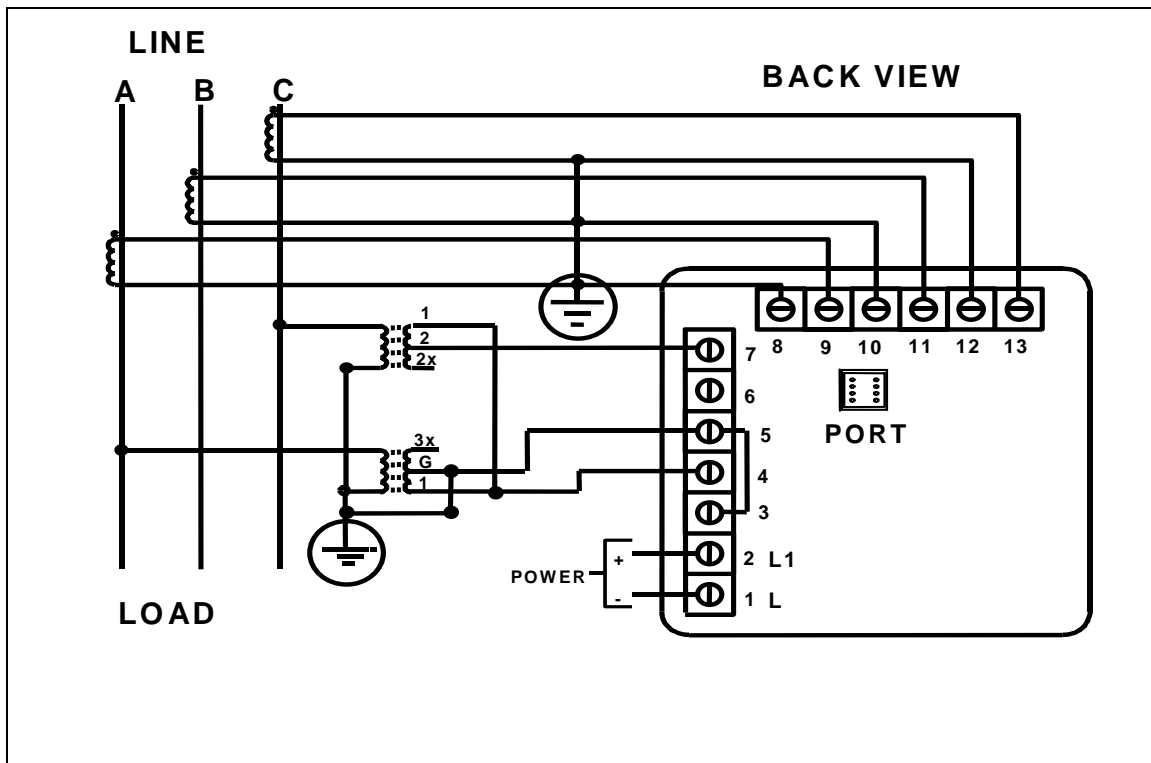 LINE
A B C
BACK VIEW
1
2
2x
3x
G
1
8 9 10 11 12 13
7
6
5
4
3
2 L1
1 L
PORT
POWER
+
-
LOAD